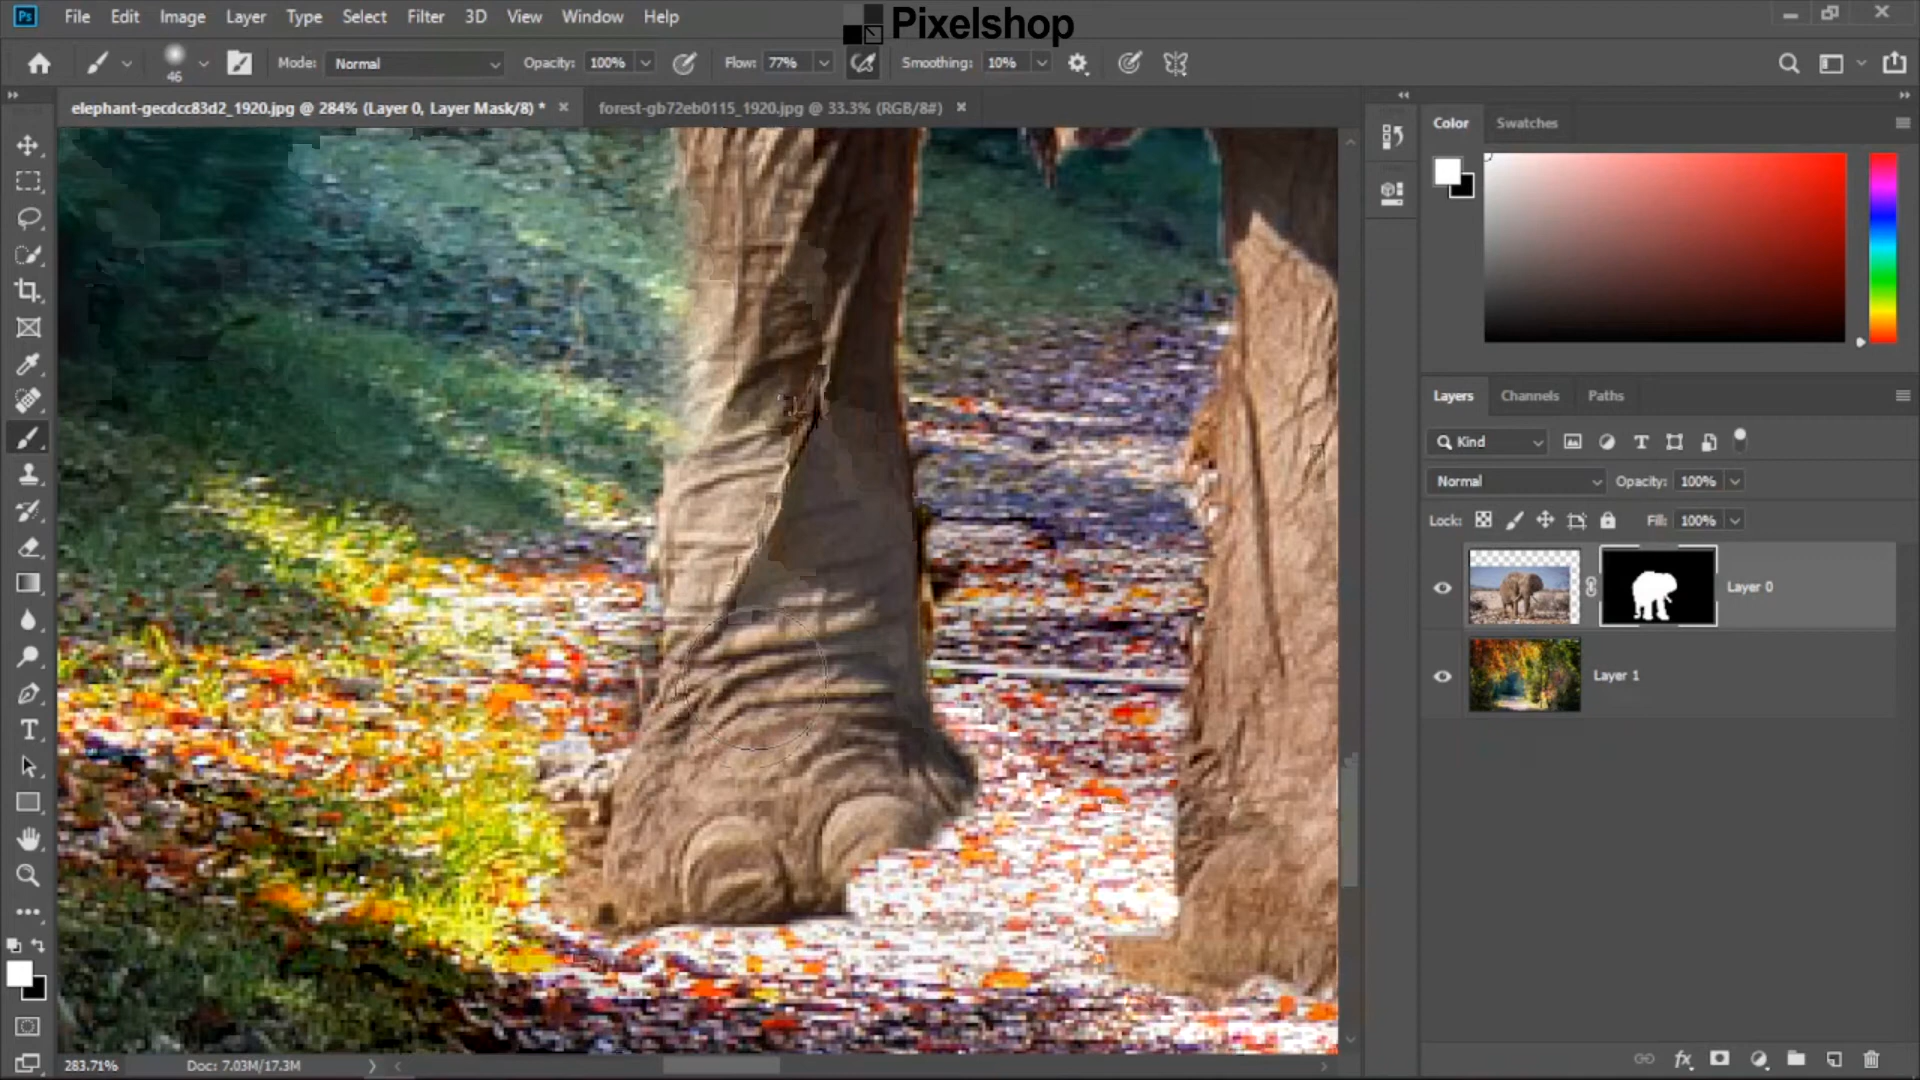 Ps File Edit Image Layer Type Select Filter 3D View Window Help
Pixelshop
46 Mode: Normal Opacity: 100% Flow: 77% Smoothing: 10%
elephant-gecdcc83d2_1920.jpg @ 284% (Layer 0, Layer Mask/8) * × forest-gb72eb0115_1920.jpg @ 33.3% (RGB/8#) ×
Color Swatches
Layers Channels Paths
Kind
Normal Opacity: 100%
Lock: Fill: 100%
Layer 0
Layer 1
283.71% Doc: 7.03M/17.3M